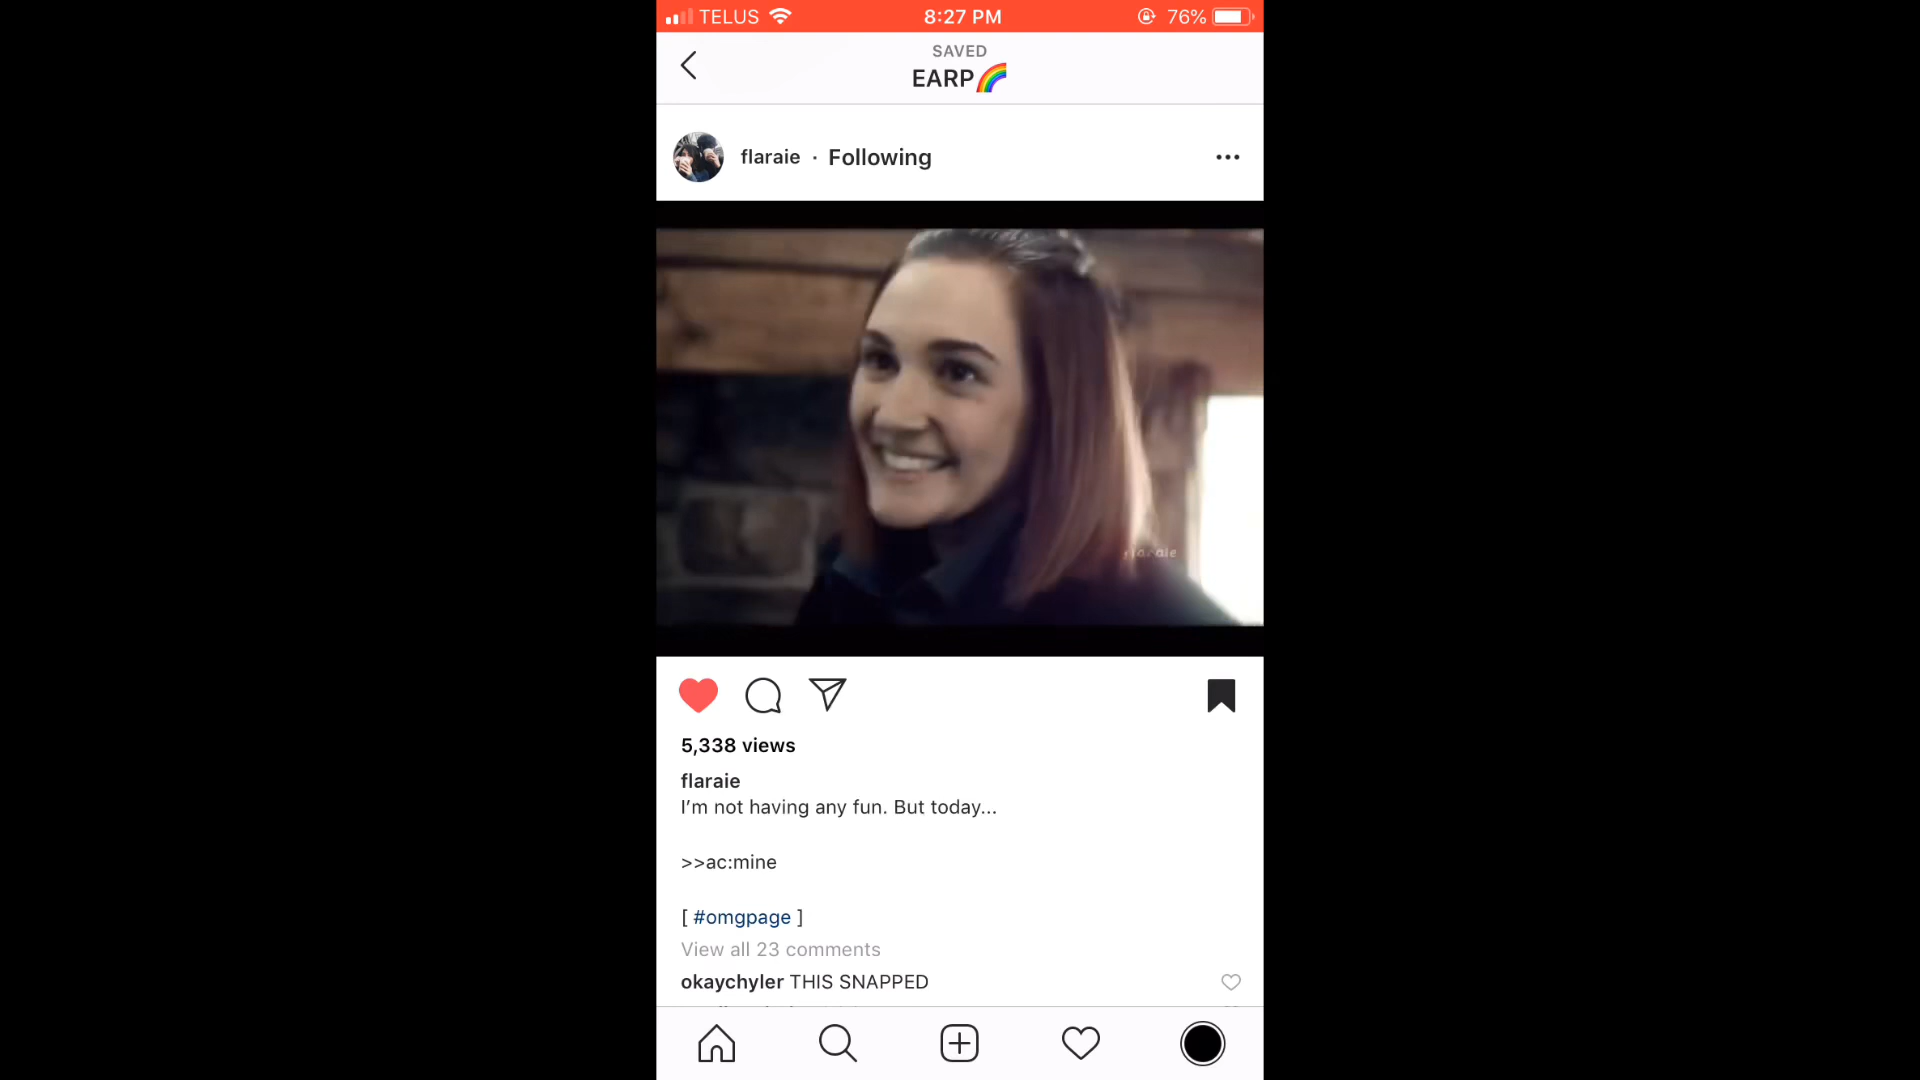 TELUS 8:27 PM 76%
SAVED
EARP🌈
flaraie · Following
flaraie
5,338 views
flaraie
I'm not having any fun. But today...
>>ac:mine
[ #omgpage ]
View all 23 comments
okaychyler THIS SNAPPED